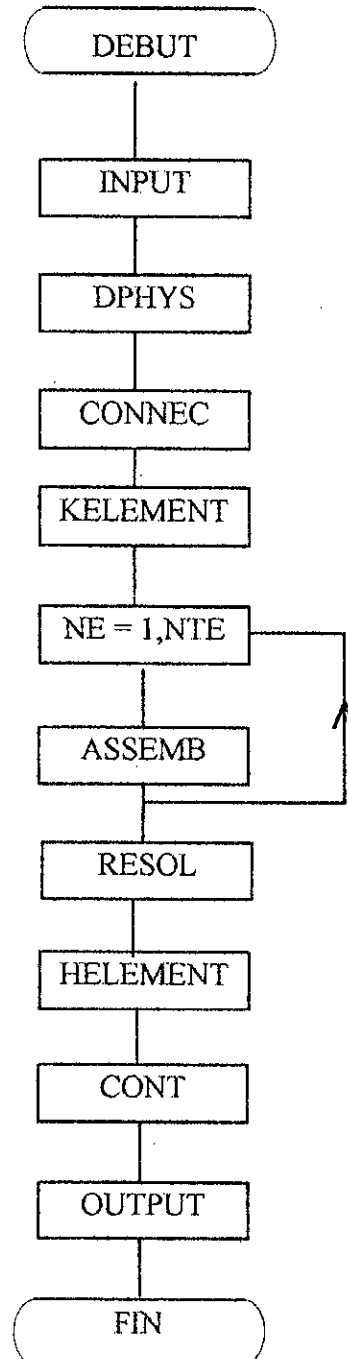 DEBUT
INPUT
DPHYS
CONNEC
KELEMENT
NE = 1,NTE
ASSEMB
RESOL
HELEMENT
CONT
OUTPUT
FIN